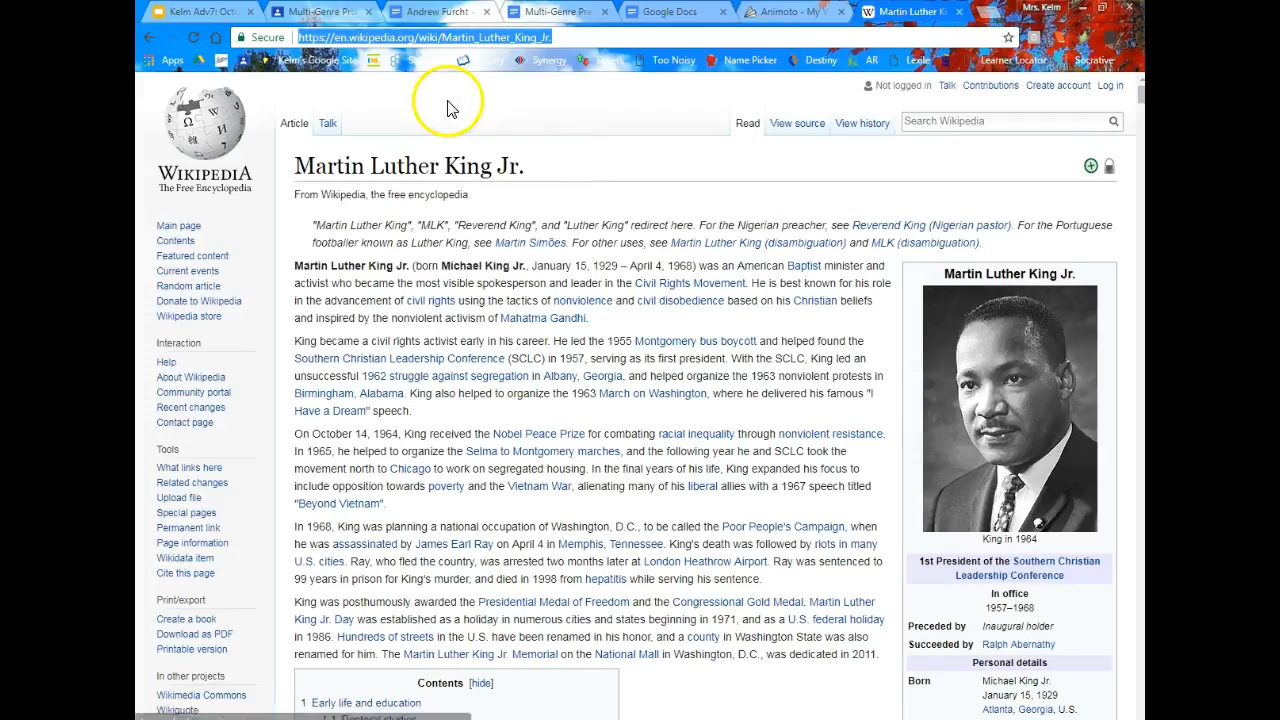 Kelm Adv7: Octo
Multi-Genre Pro
Andrew Furcht -
Multi-Genre Pro
Google Docs
Animoto - My V
Martin Luther Ki
Mrs. Kelm
Secure
https://en.wikipedia.org/wiki/Martin_Luther_King_Jr.
Apps
Kelm's Google Site
Synergy
Too Noisy
Name Picker
Destiny
AR
Lexile
Learner Locator
Socrative
Not logged in Talk Contributions Create account Log in
Article Talk
Read View source View history
Search Wikipedia
WIKIPEDIA
The Free Encyclopedia
Main page
Contents
Featured content
Current events
Random article
Donate to Wikipedia
Wikipedia store
Interaction
Help
About Wikipedia
Community portal
Recent changes
Contact page
Tools
What links here
Related changes
Upload file
Special pages
Permanent link
Page information
Wikidata item
Cite this page
Print/export
Create a book
Download as PDF
Printable version
In other projects
Wikimedia Commons
Wikiquote
Martin Luther King Jr.
From Wikipedia, the free encyclopedia
"Martin Luther King", "MLK", "Reverend King", and "Luther King" redirect here. For the Nigerian preacher, see Reverend King (Nigerian pastor). For the Portuguese
footballer known as Luther King, see Martin Simões. For other uses, see Martin Luther King (disambiguation) and MLK (disambiguation).
Martin Luther King Jr. (born Michael King Jr., January 15, 1929 – April 4, 1968) was an American Baptist minister and
activist who became the most visible spokesperson and leader in the Civil Rights Movement. He is best known for his role
in the advancement of civil rights using the tactics of nonviolence and civil disobedience based on his Christian beliefs
and inspired by the nonviolent activism of Mahatma Gandhi.
King became a civil rights activist early in his career. He led the 1955 Montgomery bus boycott and helped found the
Southern Christian Leadership Conference (SCLC) in 1957, serving as its first president. With the SCLC, King led an
unsuccessful 1962 struggle against segregation in Albany, Georgia, and helped organize the 1963 nonviolent protests in
Birmingham, Alabama. King also helped to organize the 1963 March on Washington, where he delivered his famous "I
Have a Dream" speech.
On October 14, 1964, King received the Nobel Peace Prize for combating racial inequality through nonviolent resistance.
In 1965, he helped to organize the Selma to Montgomery marches, and the following year he and SCLC took the
movement north to Chicago to work on segregated housing. In the final years of his life, King expanded his focus to
include opposition towards poverty and the Vietnam War, alienating many of his liberal allies with a 1967 speech titled
"Beyond Vietnam".
In 1968, King was planning a national occupation of Washington, D.C., to be called the Poor People's Campaign, when
he was assassinated by James Earl Ray on April 4 in Memphis, Tennessee. King's death was followed by riots in many
U.S. cities. Ray, who fled the country, was arrested two months later at London Heathrow Airport. Ray was sentenced to
99 years in prison for King's murder, and died in 1998 from hepatitis while serving his sentence.
King was posthumously awarded the Presidential Medal of Freedom and the Congressional Gold Medal. Martin Luther
King Jr. Day was established as a holiday in numerous cities and states beginning in 1971, and as a U.S. federal holiday
in 1986. Hundreds of streets in the U.S. have been renamed in his honor, and a county in Washington State was also
renamed for him. The Martin Luther King Jr. Memorial on the National Mall in Washington, D.C., was dedicated in 2011.
Contents [hide]
1 Early life and education
1.1 Doctoral studies
Martin Luther King Jr.
King in 1964
1st President of the Southern Christian
Leadership Conference
In office
1957–1968
Preceded by Inaugural holder
Succeeded by Ralph Abernathy
Personal details
Born Michael King Jr.
January 15, 1929
Atlanta, Georgia, U.S.